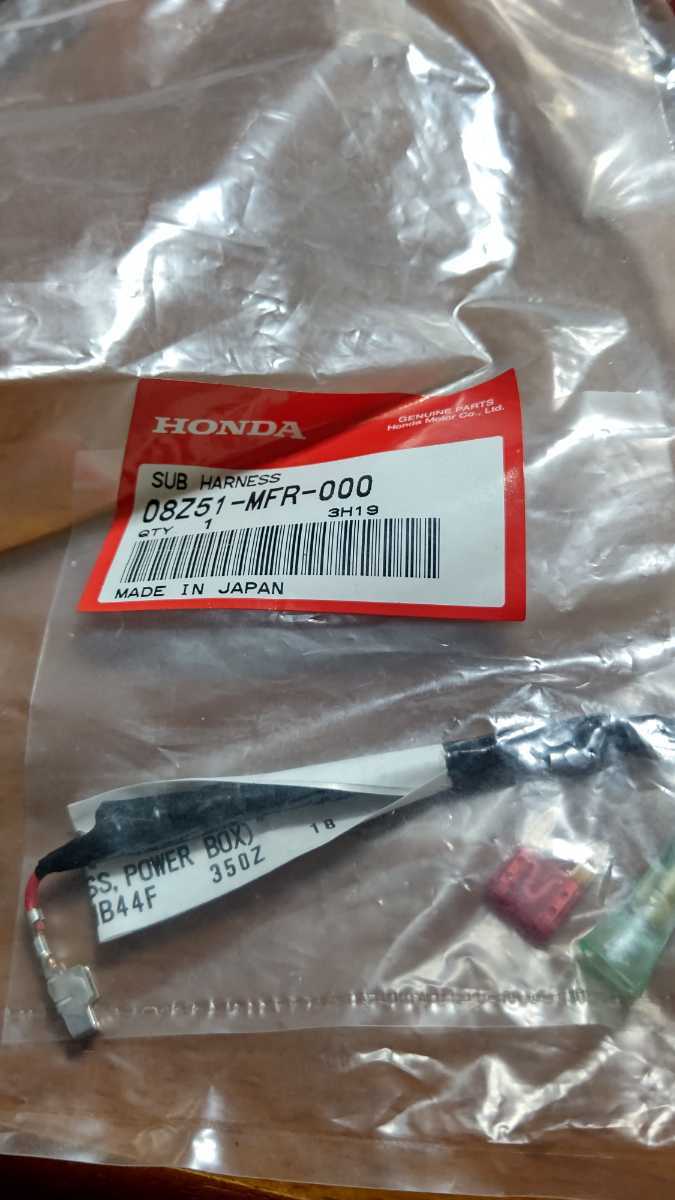 HONDA
GENUINE PARTS
Honda Motor Co., Ltd.
SUB HARNESS
08Z51-MFR-000
QTY 1 3H19
MADE IN JAPAN
SS, POWER BOX)
B44F 350Z 18